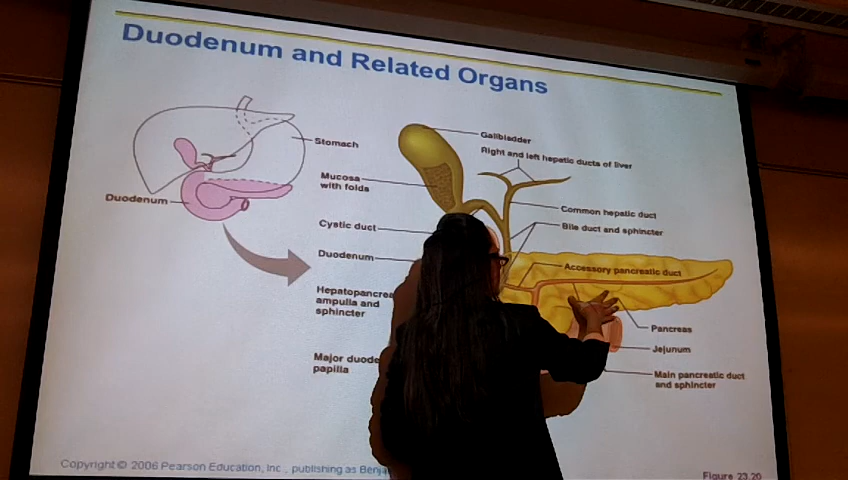 Duodenum and Related Organs
Gallbladder
Right and left hepatic ducts of liver
Stomach
Mucosa
with folds
Duodenum
Common hepatic duct
Cystic duct
Bile duct and sphincter
Duodenum
Accessory pancreatic duct
Hepatopancrea
ampulla and
sphincter
Pancreas
Jejunum
Major duode
papilla
Main pancreatic duct
and sphincter
Copyright © 2006 Pearson Education, Inc., publishing as Benja
Figure 23.20